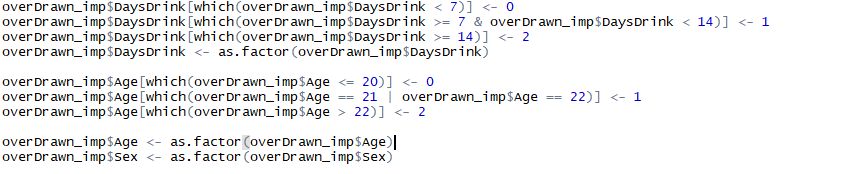 overDrawn_imp$DaysDrink[which(overDrawn_imp$DaysDrink < 7)] <- 0
overDrawn_imp$DaysDrink[which(overDrawn_imp$DaysDrink >= 7 & overDrawn_imp$DaysDrink < 14)] <- 1
overDrawn_imp$DaysDrink[which(overDrawn_imp$DaysDrink >= 14)] <- 2
overDrawn_imp$DaysDrink <- as.factor(overDrawn_imp$DaysDrink)
overDrawn_imp$Age[which(overDrawn_imp$Age <= 20)] <- 0
overDrawn_imp$Age[which(overDrawn_imp$Age == 21 | overDrawn_imp$Age == 22)] <- 1
overDrawn_imp$Age[which(overDrawn_imp$Age > 22)] <- 2
overDrawn_imp$Age <- as.factor(overDrawn_imp$Age)
overDrawn_imp$Sex <- as.factor(overDrawn_imp$Sex)